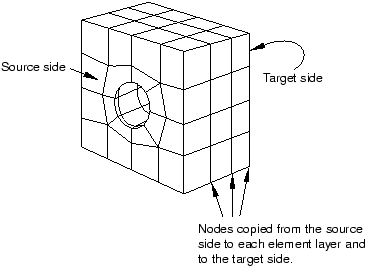 Source side
Target side
Nodes copied from the source
side to each element layer and
to the target side.